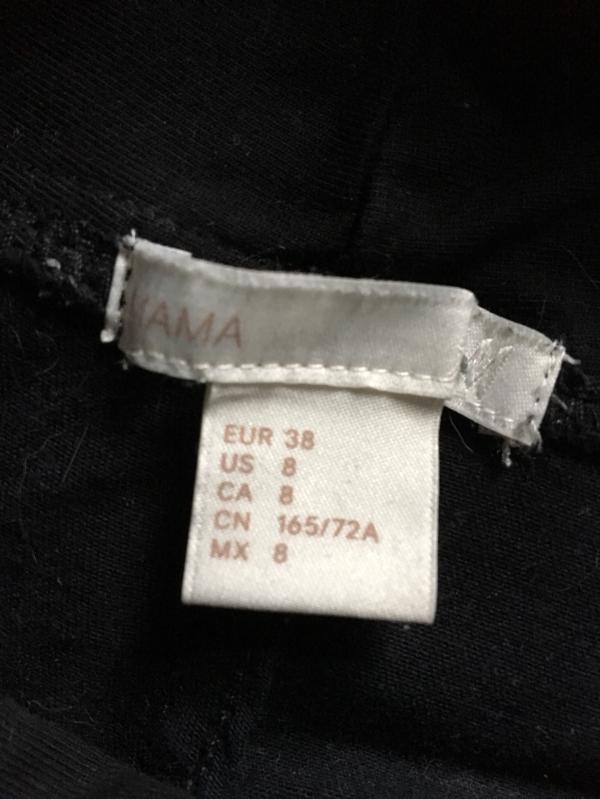 MAMA
EUR 38
US 8
CA 8
CN 165/72A
MX 8